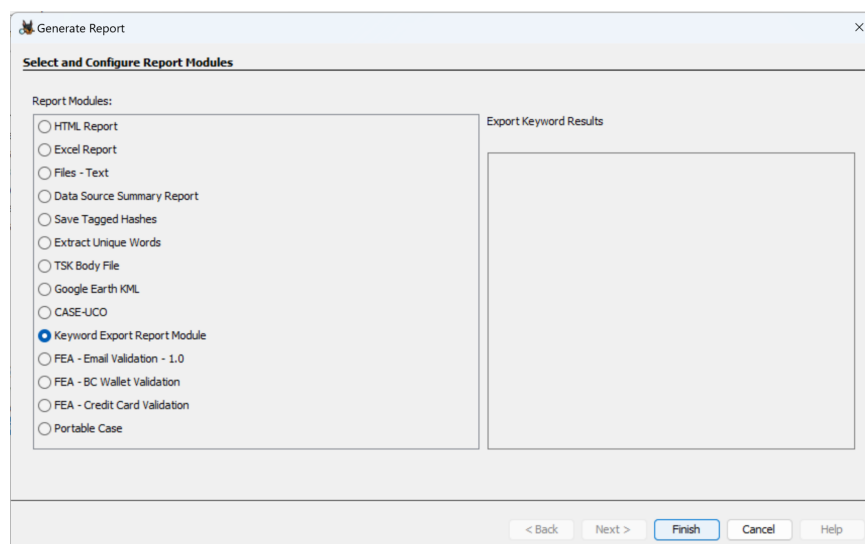 Generate Report
Select and Configure Report Modules
Report Modules:
HTML Report
Excel Report
Files - Text
Data Source Summary Report
Save Tagged Hashes
Extract Unique Words
TSK Body File
Google Earth KML
CASE-UCO
Keyword Export Report Module
FEA - Email Validation - 1.0
FEA - BC Wallet Validation
FEA - Credit Card Validation
Portable Case
Export Keyword Results
< Back Next > Finish Cancel Help